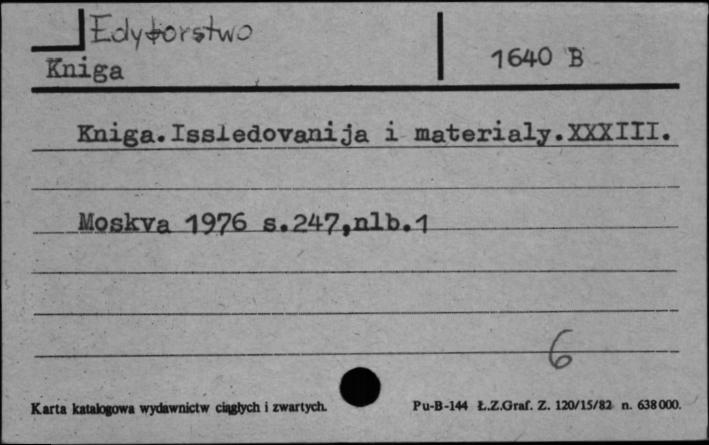 Edytorstwo
Kniga
1640 B
Kniga.Issledovanija i materialy.XXXIII.
Moskva 1976 s.247,nlb.1
6
Karta katalogowa wydawnictw ciągłych i zwartych.
Pu-B-144 Ł.Z.Graf. Z. 120/15/82 n. 638000.